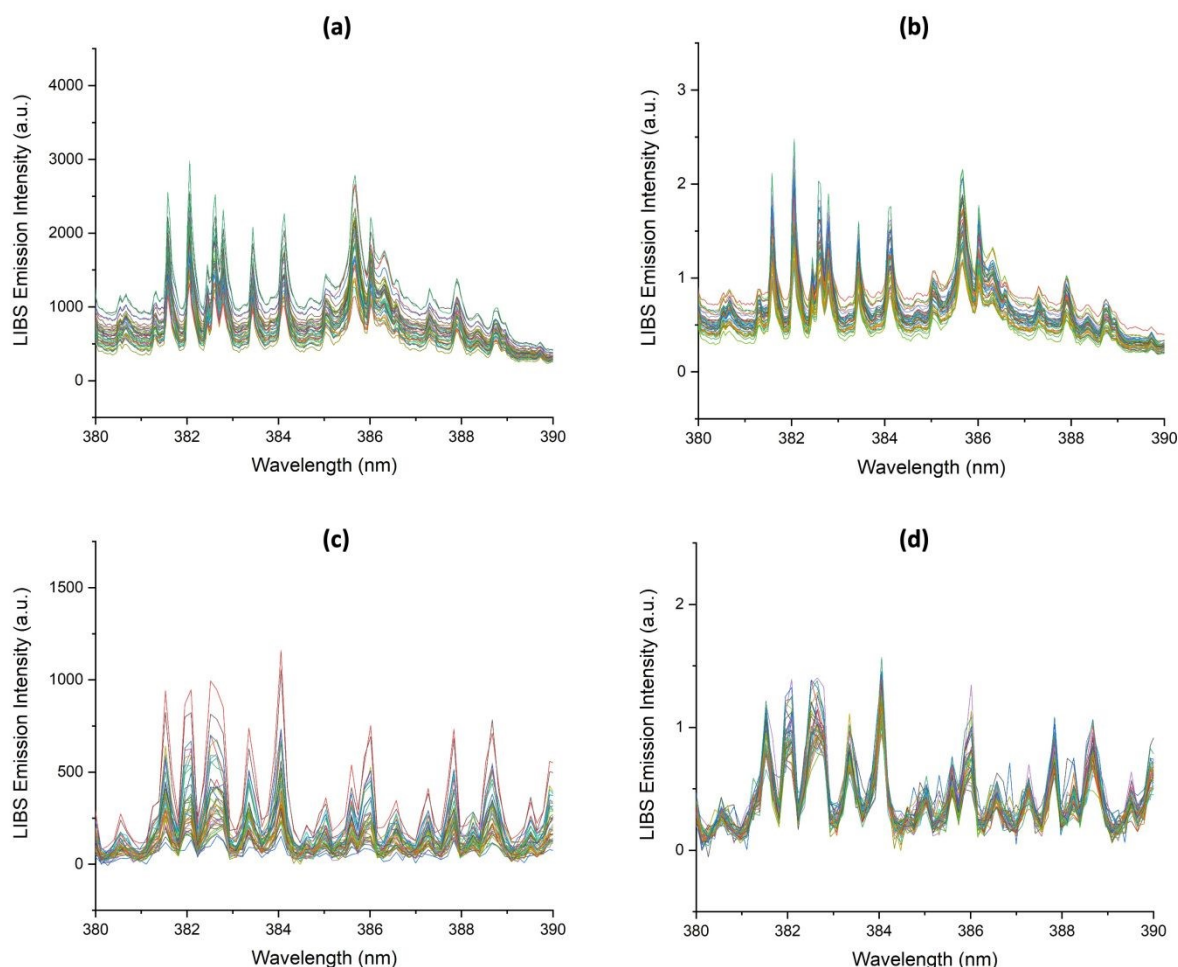 (a)
LIBS Emission Intensity (a.u.)
4000
3000
2000
1000
0
380 382 384 386 388 390
Wavelength (nm)
(b)
LIBS Emission Intensity (a.u.)
3
2
1
0
380 382 384 386 388 390
Wavelength (nm)
(c)
LIBS Emission Intensity (a.u.)
1500
1000
500
0
380 382 384 386 388 390
Wavelength (nm)
(d)
LIBS Emission Intensity (a.u.)
2
1
0
380 382 384 386 388 390
Wavelength (nm)